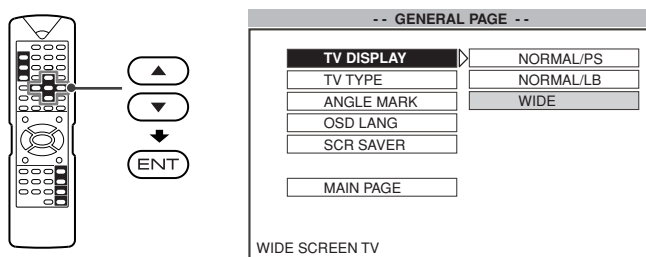 - - GENERAL PAGE - -
TV DISPLAY
NORMAL/PS
TV TYPE
NORMAL/LB
ANGLE MARK
WIDE
OSD LANG
SCR SAVER
MAIN PAGE
WIDE SCREEN TV
ENT